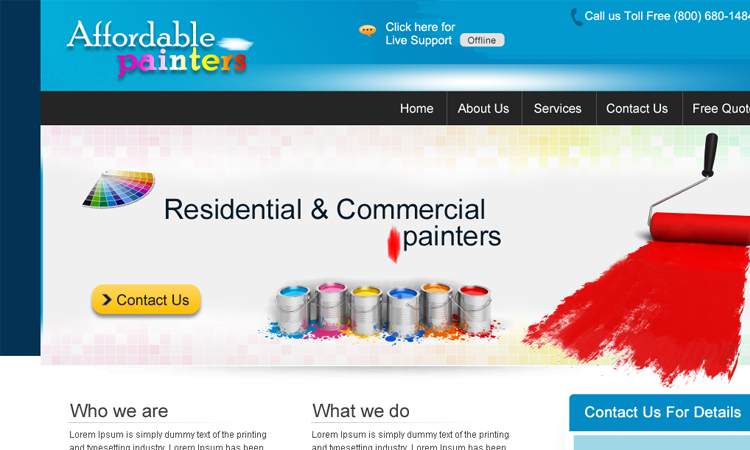 Affordable
painters
Click here for
Live Support Offline
Call us Toll Free (800) 680-148
Home About Us Services Contact Us Free Quot
Residential & Commercial
painters
Contact Us
Who we are
Lorem Ipsum is simply dummy text of the printing
and typesetting industry. Lorem Ipsum has been
What we do
Lorem Ipsum is simply dummy text of the printing
and typesetting industry. Lorem Ipsum has been
Contact Us For Details